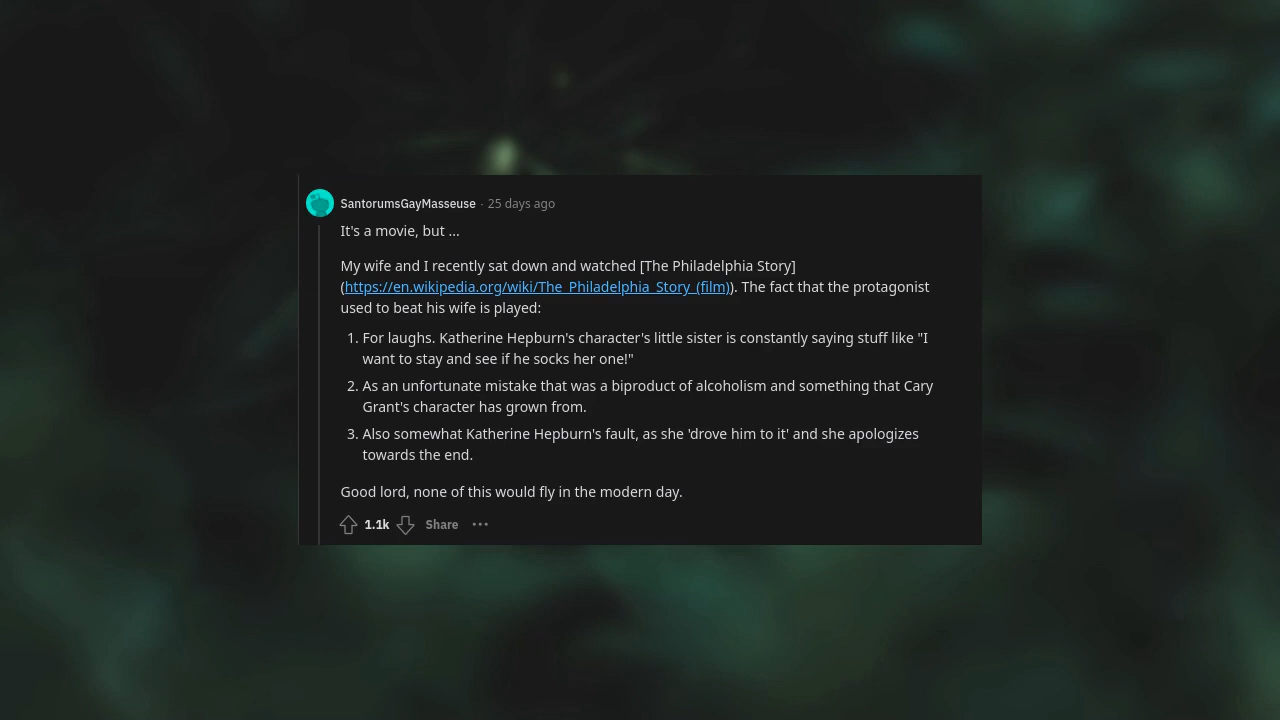 SantorumsGayMasseuse · 25 days ago
It's a movie, but ...
My wife and I recently sat down and watched [The Philadelphia Story]
(https://en.wikipedia.org/wiki/The_Philadelphia_Story_(film)). The fact that the protagonist
used to beat his wife is played:
1. For laughs. Katherine Hepburn's character's little sister is constantly saying stuff like "I
want to stay and see if he socks her one!"
2. As an unfortunate mistake that was a biproduct of alcoholism and something that Cary
Grant's character has grown from.
3. Also somewhat Katherine Hepburn's fault, as she 'drove him to it' and she apologizes
towards the end.
Good lord, none of this would fly in the modern day.
1.1k Share ···